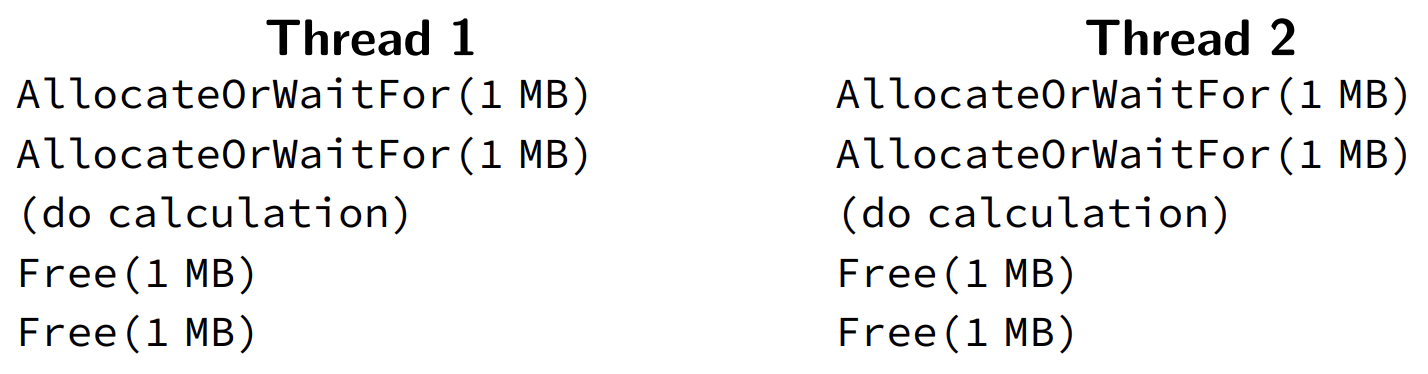 Thread 1
AllocateOrWaitFor(1 MB)
AllocateOrWaitFor(1 MB)
(do calculation)
Free(1 MB)
Free(1 MB)
Thread 2
AllocateOrWaitFor(1 MB)
AllocateOrWaitFor(1 MB)
(do calculation)
Free(1 MB)
Free(1 MB)